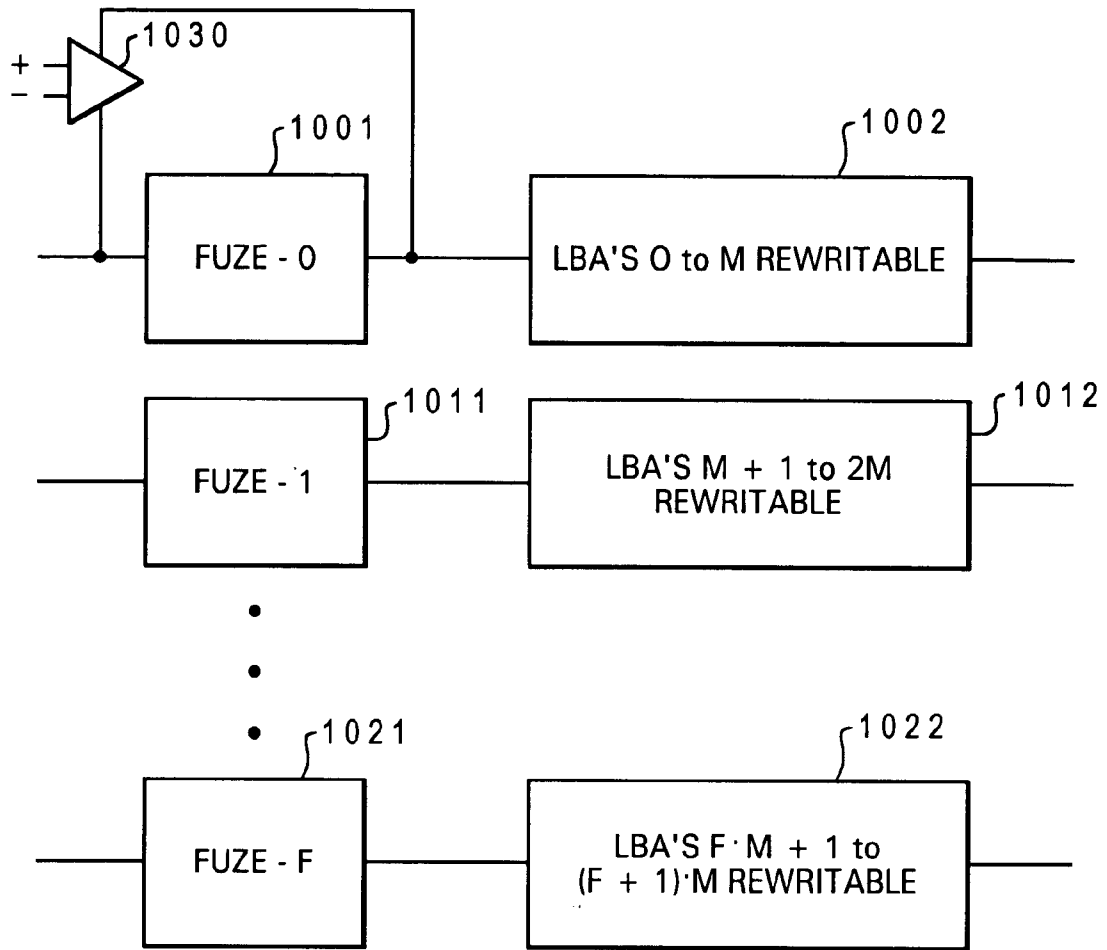 1030
+
−
1001
1002
FUZE - 0
LBA'S 0 to M REWRITABLE
1011
1012
FUZE - 1
LBA'S M + 1 to 2M
REWRITABLE
1021
1022
FUZE - F
LBA'S F·M + 1 to
(F + 1)·M REWRITABLE